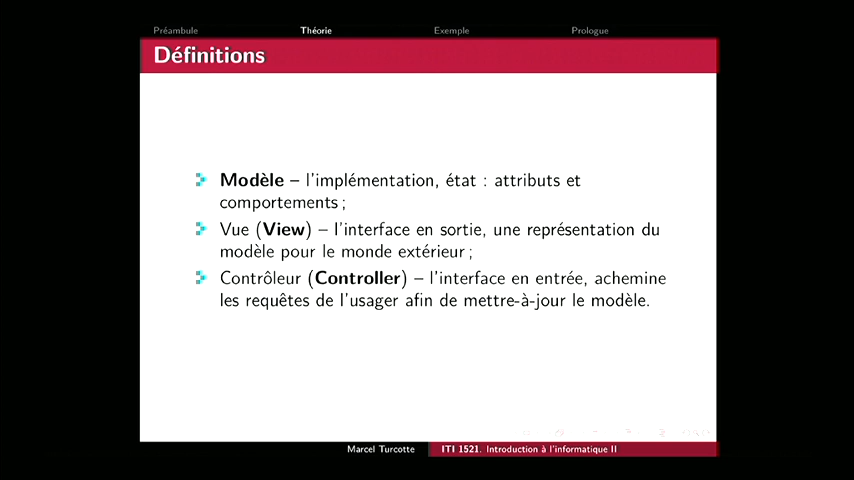 Préambule Théorie Exemple Prologue
Définitions
Modèle – l'implémentation, état : attributs et
comportements ;
Vue (View) – l'interface en sortie, une représentation du
modèle pour le monde extérieur ;
Contrôleur (Controller) – l'interface en entrée, achemine
les requêtes de l'usager afin de mettre-à-jour le modèle.
Marcel Turcotte ITI 1521. Introduction à l'informatique II